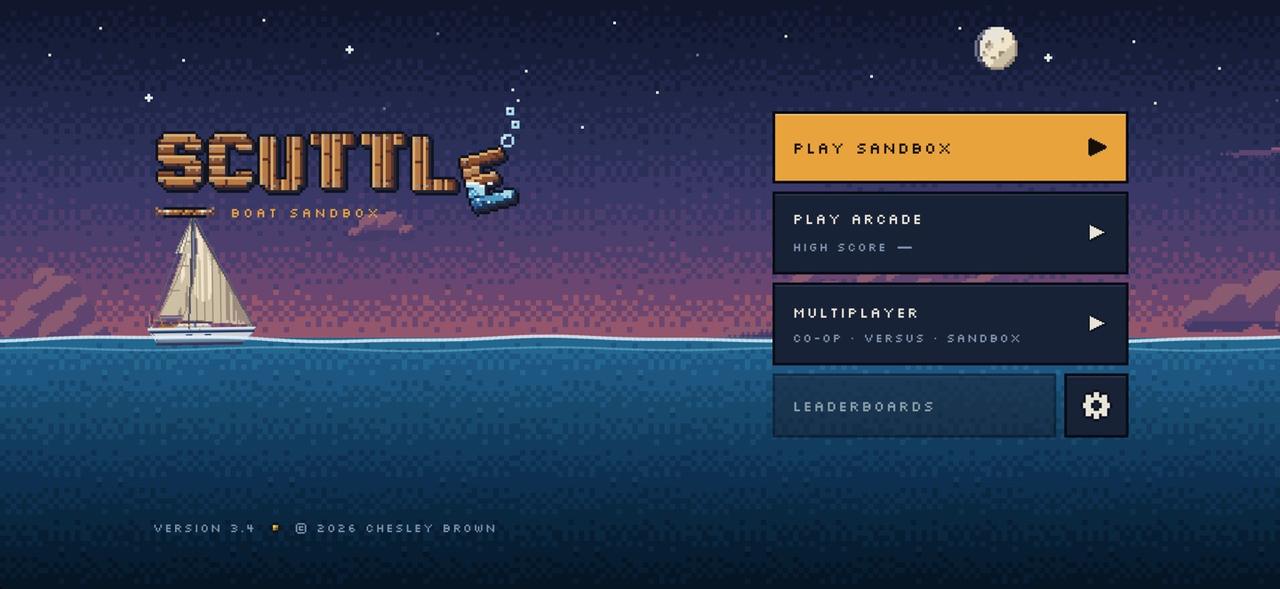 SCUTTLE
BOAT SANDBOX
PLAY SANDBOX
PLAY ARCADE
HIGH SCORE —
MULTIPLAYER
CO-OP · VERSUS · SANDBOX
LEADERBOARDS
VERSION 3.4 ▪ © 2026 CHESLEY BROWN